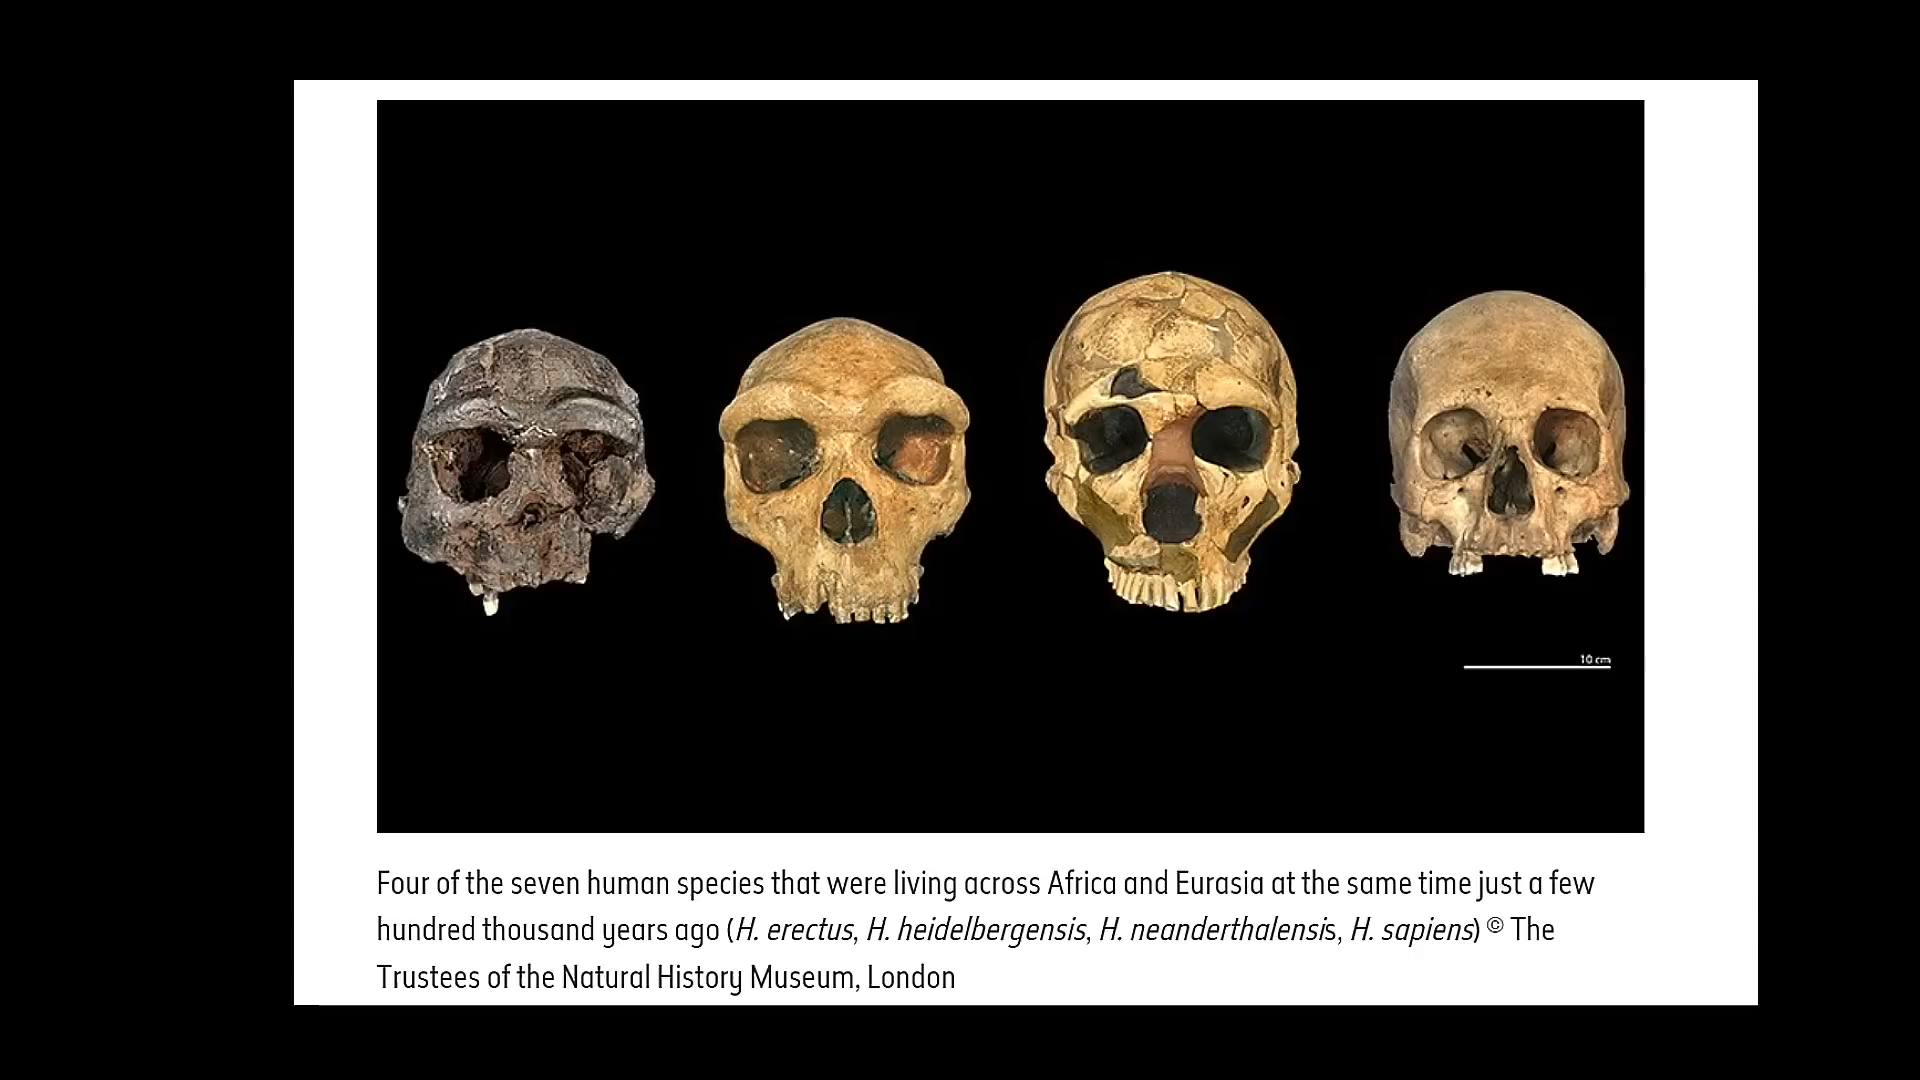 10 cm
Four of the seven human species that were living across Africa and Eurasia at the same time just a few
hundred thousand years ago (H. erectus, H. heidelbergensis, H. neanderthalensis, H. sapiens) © The
Trustees of the Natural History Museum, London